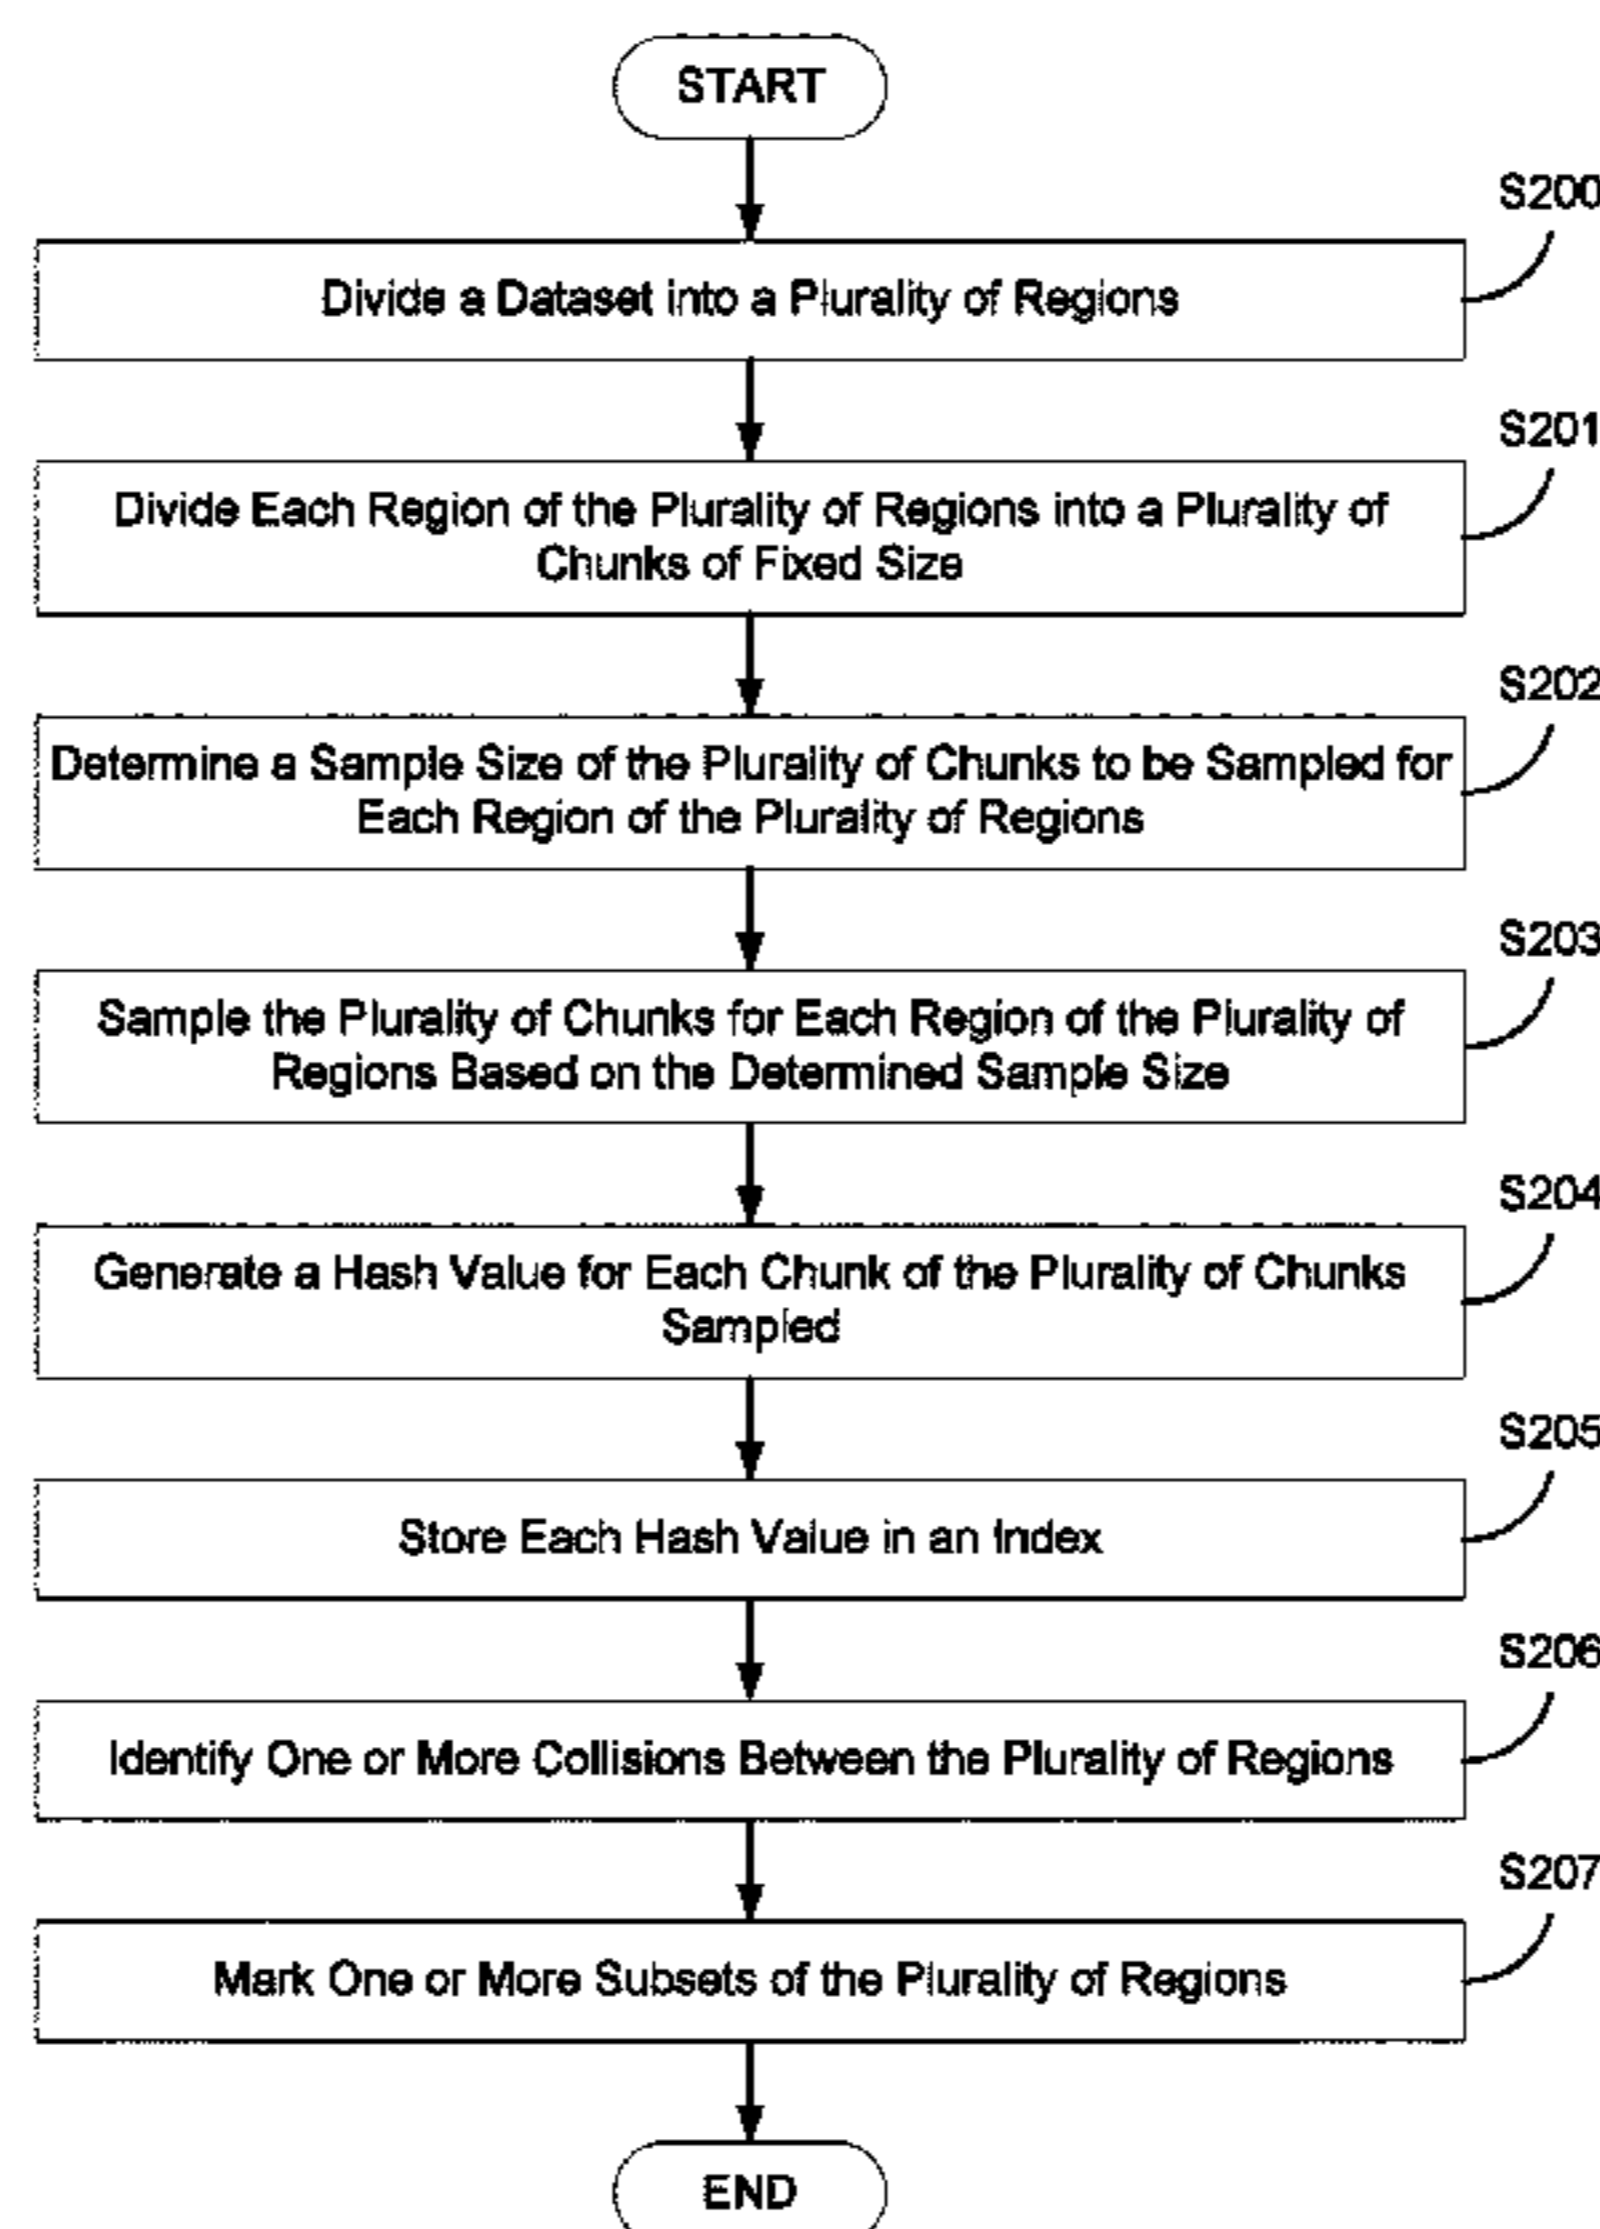 START
S200
Divide a Dataset into a Plurality of Regions
S201
Divide Each Region of the Plurality of Regions into a Plurality of
Chunks of Fixed Size
S202
Determine a Sample Size of the Plurality of Chunks to be Sampled for
Each Region of the Plurality of Regions
S203
Sample the Plurality of Chunks for Each Region of the Plurality of
Regions Based on the Determined Sample Size
S204
Generate a Hash Value for Each Chunk of the Plurality of Chunks
Sampled
S205
Store Each Hash Value in an Index
S206
Identify One or More Collisions Between the Plurality of Regions
S207
Mark One or More Subsets of the Plurality of Regions
END